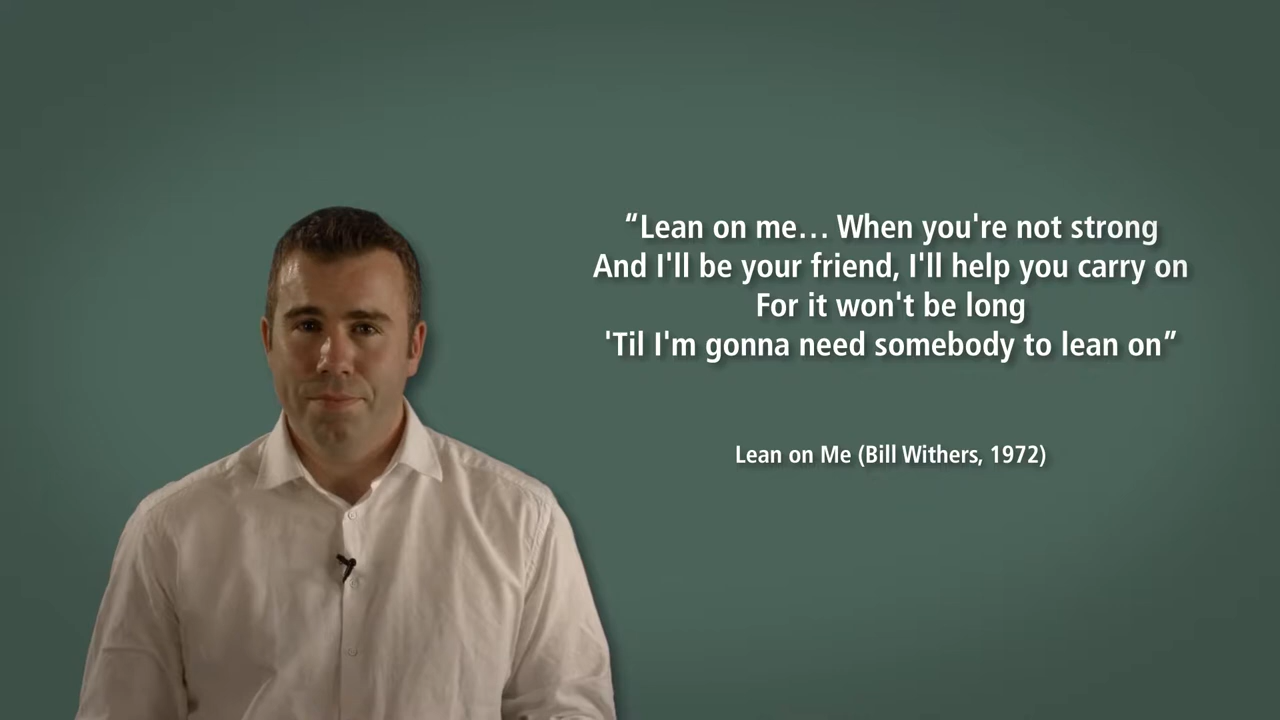 “Lean on me… When you're not strong
And I'll be your friend, I'll help you carry on
For it won't be long
'Til I'm gonna need somebody to lean on”
Lean on Me (Bill Withers, 1972)